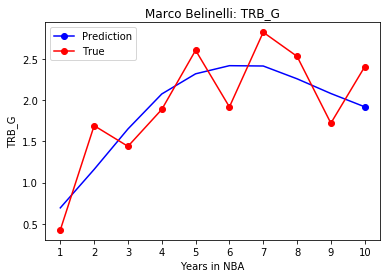 Marco Belinelli: TRB_G
Prediction
True
TRB_G
2.5
2.0
1.5
1.0
0.5
1 2 3 4 5 6 7 8 9 10
Years in NBA